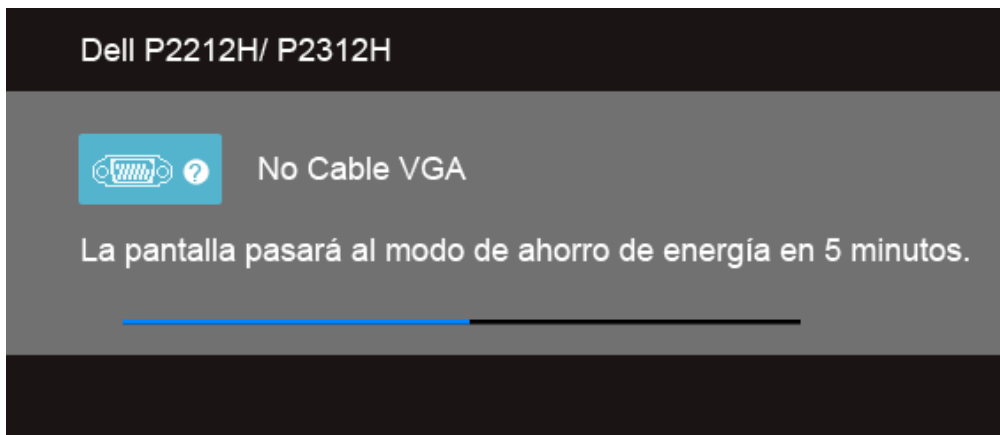 Dell P2212H/ P2312H
?
No Cable VGA
La pantalla pasará al modo de ahorro de energía en 5 minutos.